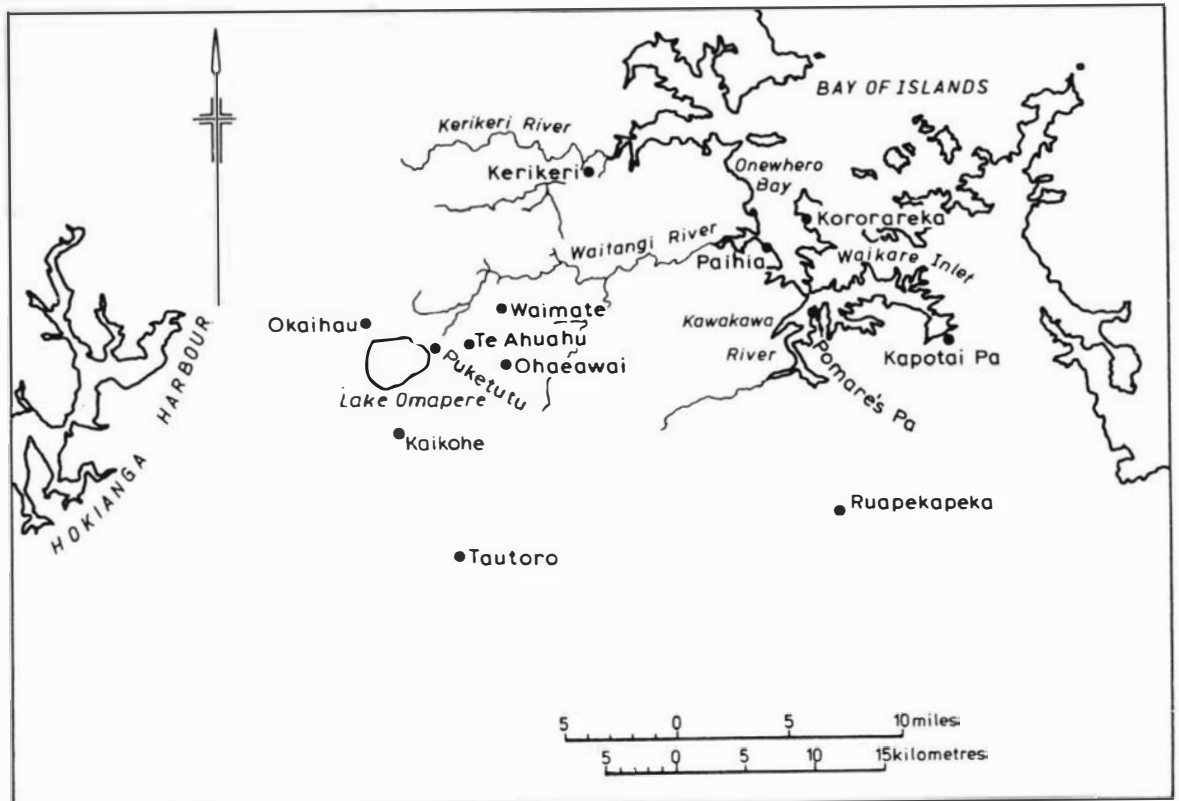 BAY OF ISLANDS
Kerikeri River
Kerikeri
Onewhero
Bay
Kororareka
Waitangi River
Paihia
Waikare Inlet
Waimate
Okaihau
Te Ahuahu
Kawakawa
River
Puketutu
Ohaeawai
Kapotai Pa
Pomare's Pa
Lake Omapere
Kaikohe
HOKIANGA HARBOUR
Ruapekapeka
Tautoro
5 0 5 10 miles
5 0 5 10 15 kilometres